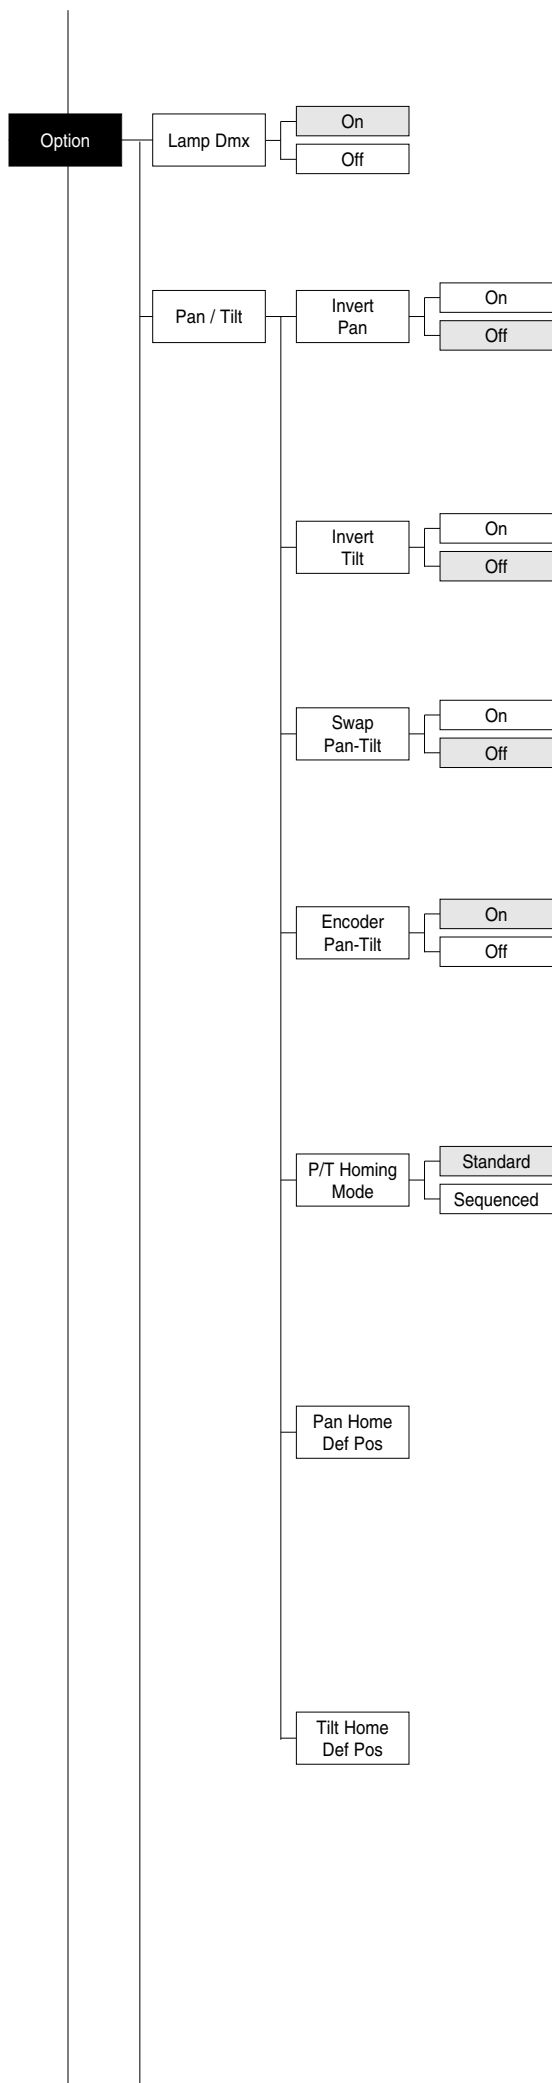 Option
Lamp Dmx
On
Off
Pan / Tilt
Invert
Pan
On
Off
Invert
Tilt
On
Off
Swap
Pan-Tilt
On
Off
Encoder
Pan-Tilt
On
Off
P/T Homing
Mode
Standard
Sequenced
Pan Home
Def Pos
Tilt Home
Def Pos